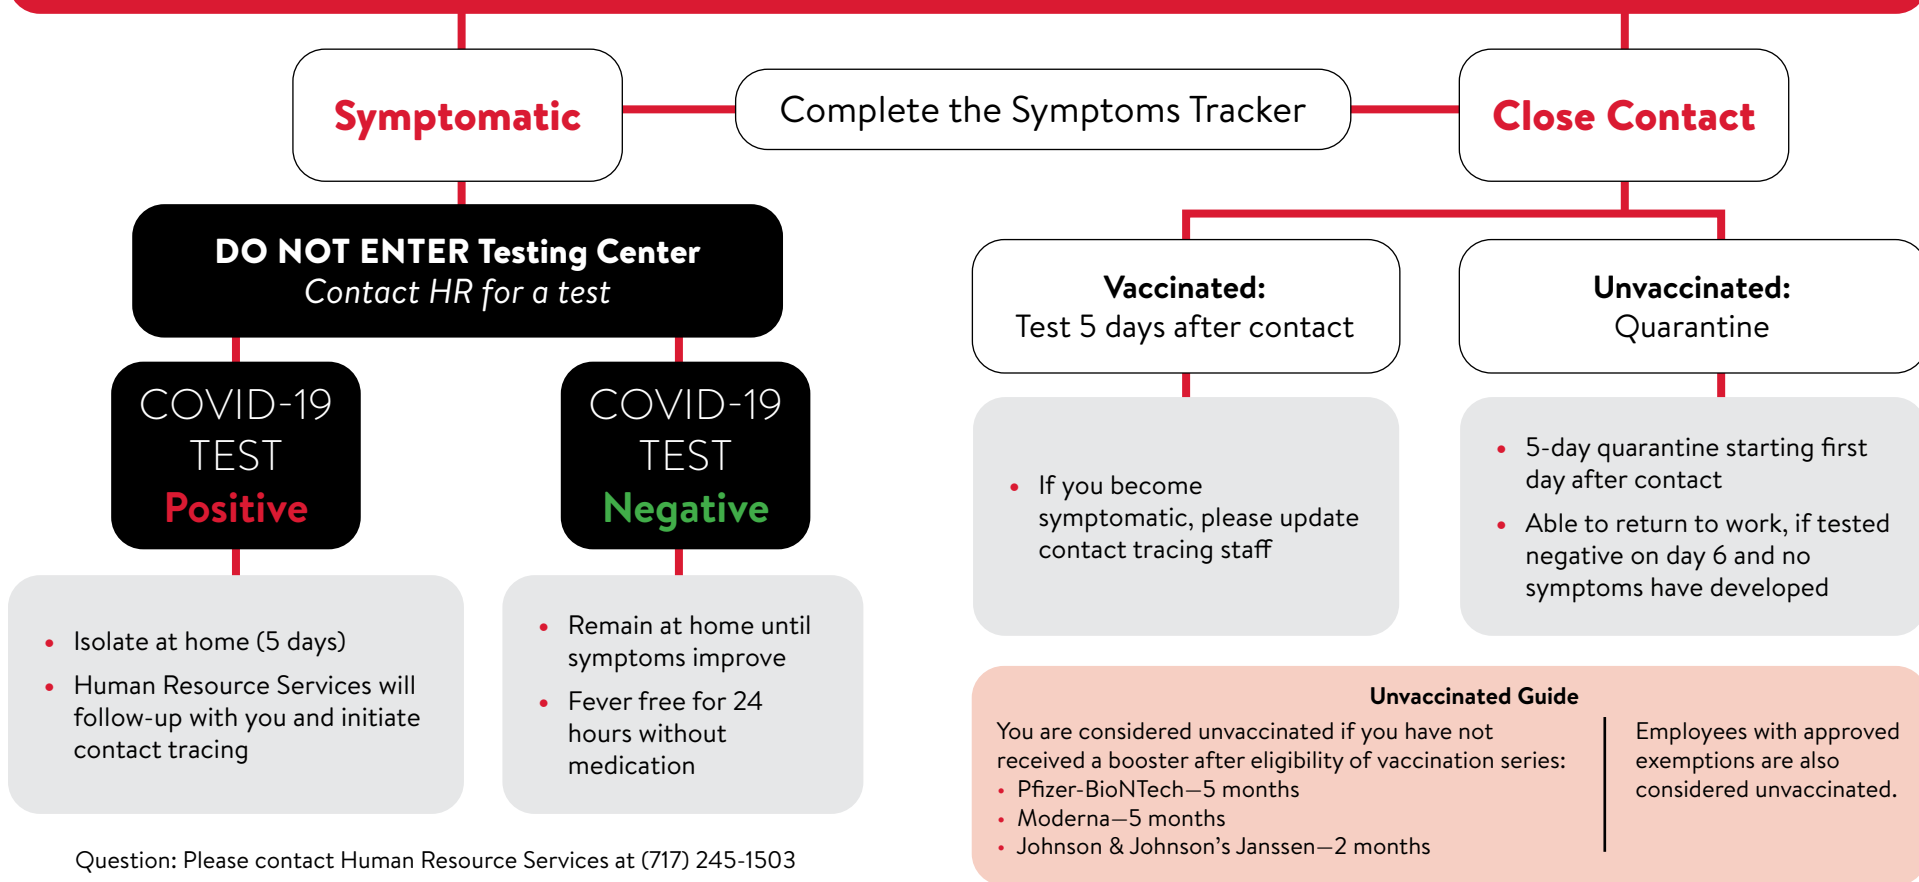 Symptomatic
Complete the Symptoms Tracker
Close Contact
DO NOT ENTER Testing Center
Contact HR for a test
COVID-19
TEST
Positive
• Isolate at home (5 days)
• Human Resource Services will
follow-up with you and initiate
contact tracing
COVID-19
TEST
Negative
• Remain at home until
symptoms improve
• Fever free for 24
hours without
medication
Vaccinated:
Test 5 days after contact
• If you become
symptomatic, please update
contact tracing staff
Unvaccinated:
Quarantine
• 5-day quarantine starting first
day after contact
• Able to return to work, if tested
negative on day 6 and no
symptoms have developed
Unvaccinated Guide
You are considered unvaccinated if you have not
received a booster after eligibility of vaccination series:
• Pfizer-BioNTech—5 months
• Moderna—5 months
• Johnson & Johnson's Janssen—2 months
Employees with approved
exemptions are also
considered unvaccinated.
Question: Please contact Human Resource Services at (717) 245-1503